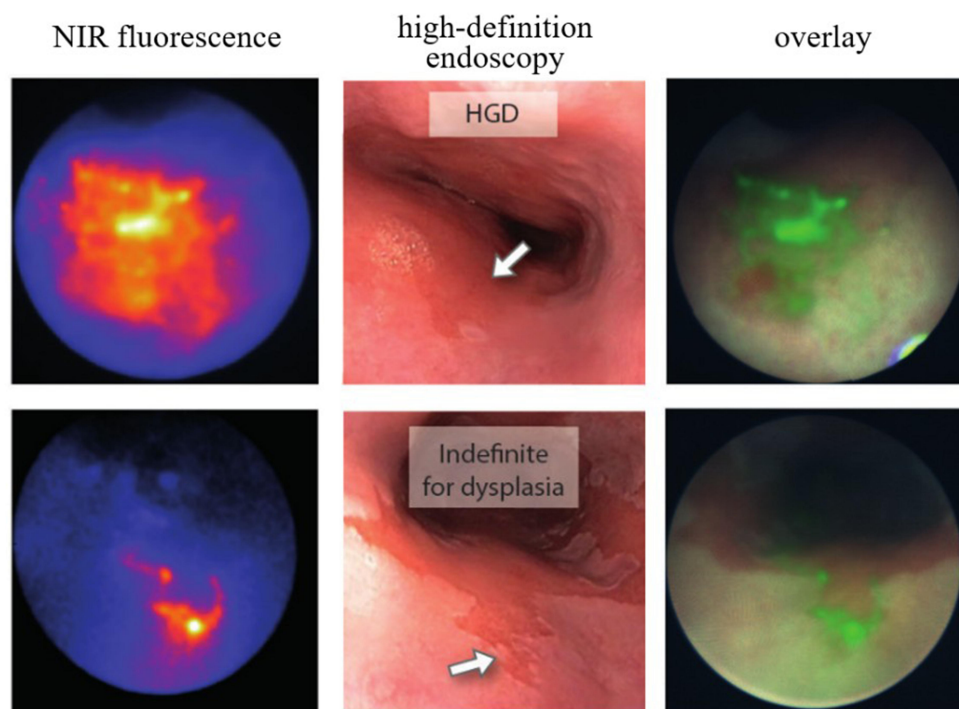 NIR fluorescence
high-definition
endoscopy
overlay
HGD
Indefinite
for dysplasia